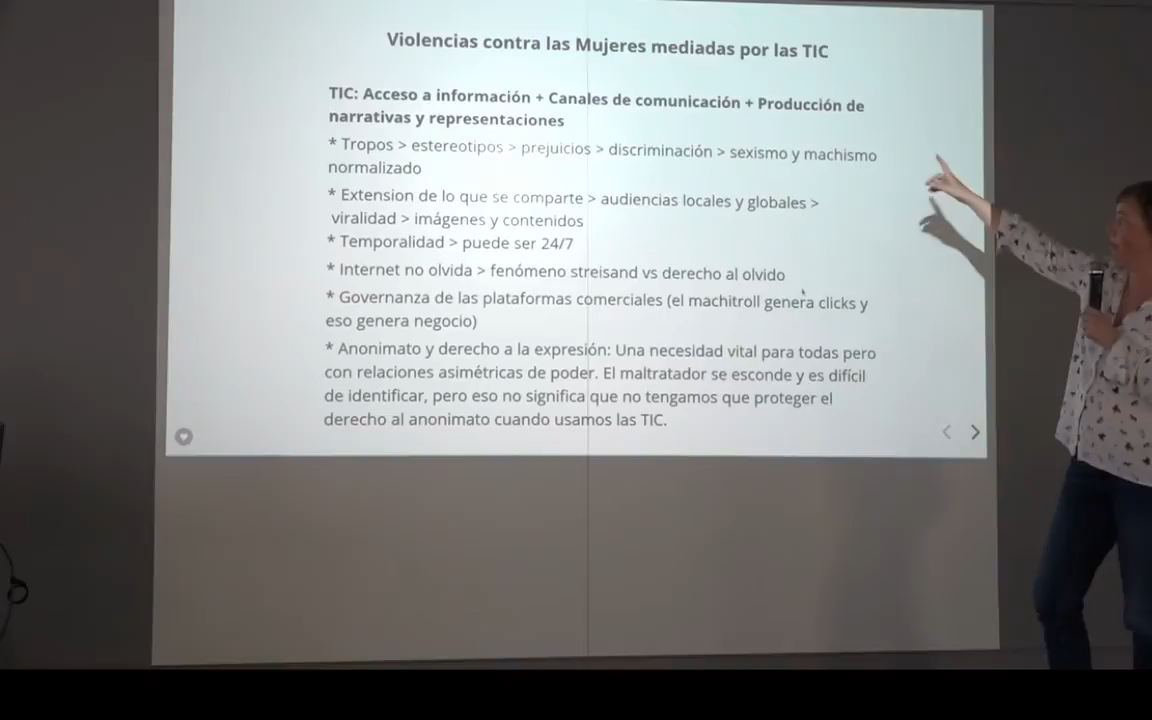 Violencias contra las Mujeres mediadas por las TIC
TIC: Acceso a información + Canales de comunicación + Producción de
narrativas y representaciones
* Tropos > estereotipos > prejuicios > discriminación > sexismo y machismo
normalizado
* Extension de lo que se comparte > audiencias locales y globales >
viralidad > imágenes y contenidos
* Temporalidad > puede ser 24/7
* Internet no olvida > fenómeno streisand vs derecho al olvido
* Governanza de las plataformas comerciales (el machitroll genera clicks y
eso genera negocio)
* Anonimato y derecho a la expresión: Una necesidad vital para todas pero
con relaciones asimétricas de poder. El maltratador se esconde y es difícil
de identificar, pero eso no significa que no tengamos que proteger el
derecho al anonimato cuando usamos las TIC.